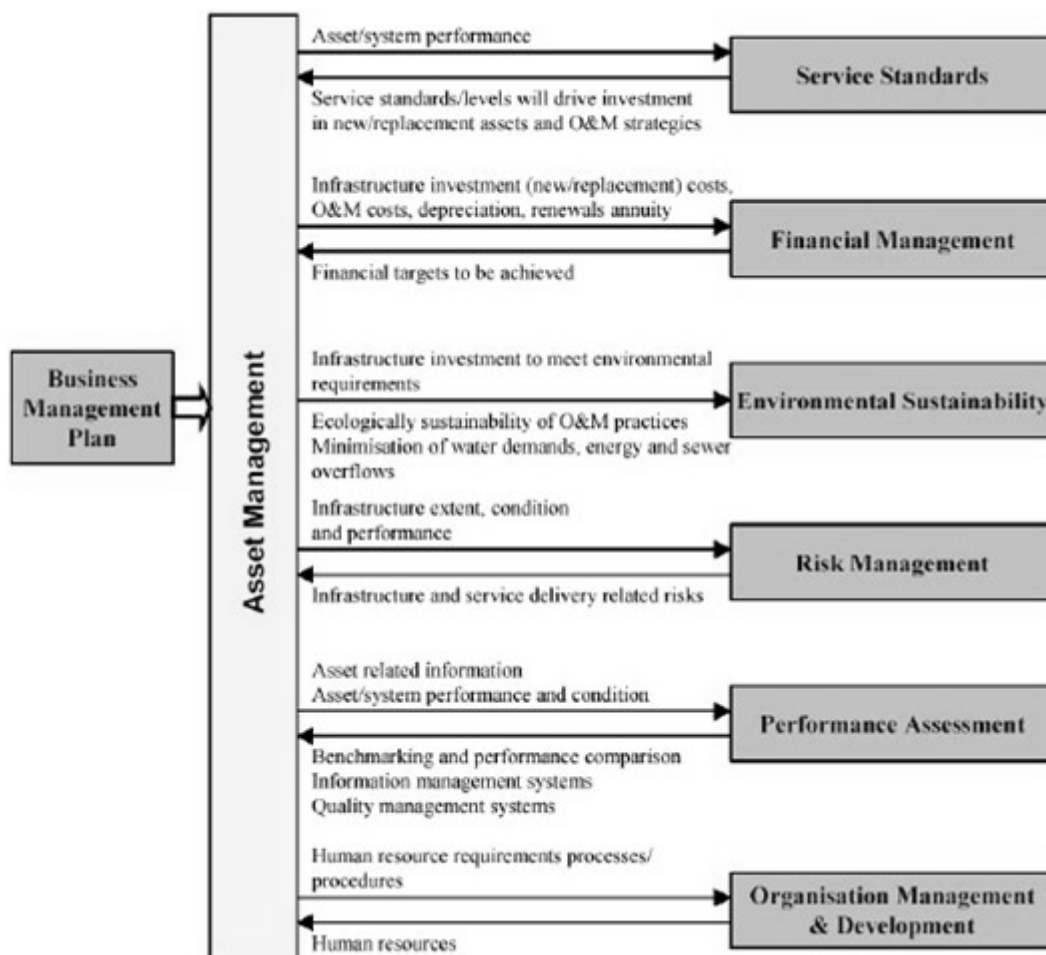 Asset/system performance
Service Standards
Service standards/levels will drive investment
in new/replacement assets and O&M strategies
Infrastructure investment (new/replacement) costs,
O&M costs, depreciation, renewals annuity
Financial Management
Financial targets to be achieved
Business
Management
Plan
Asset Management
Infrastructure investment to meet environmental
requirements
Environmental Sustainability
Ecologically sustainability of O&M practices
Minimisation of water demands, energy and sewer
overflows
Infrastructure extent, condition
and performance
Risk Management
Infrastructure and service delivery related risks
Asset related information
Asset/system performance and condition
Performance Assessment
Benchmarking and performance comparison
Information management systems
Quality management systems
Human resource requirements processes/
procedures
Organisation Management
& Development
Human resources